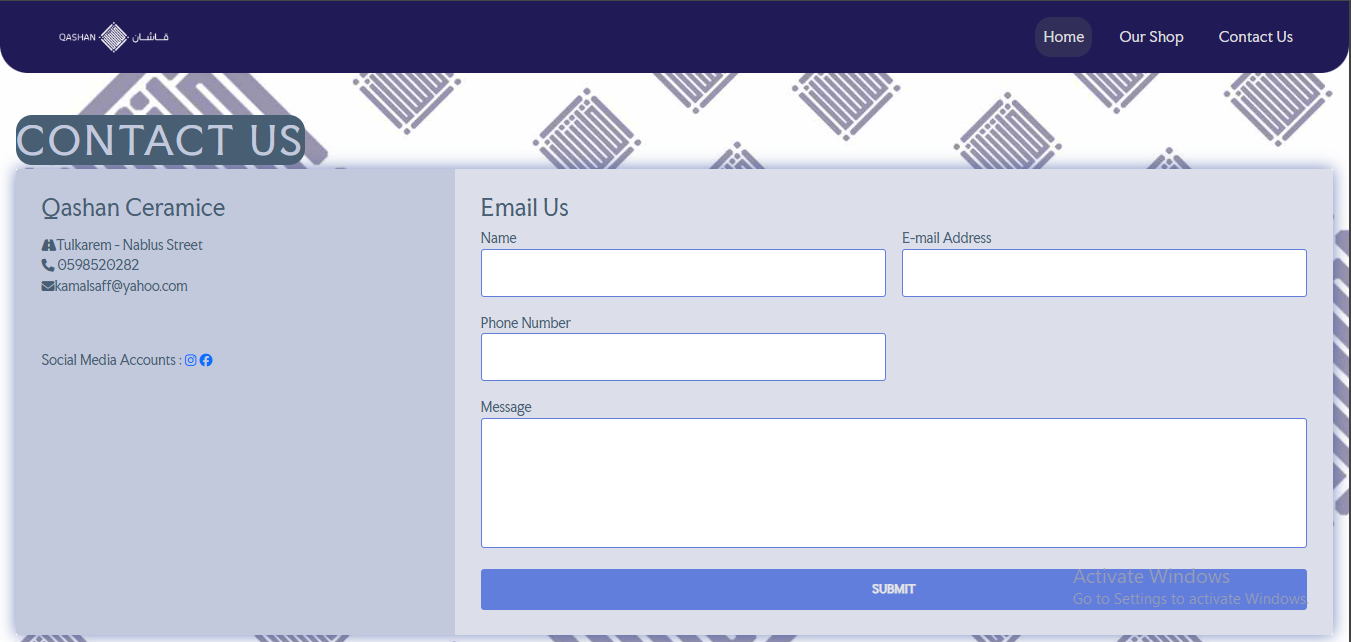 QASHAN قـاشـان
Home
Our Shop
Contact Us
CONTACT US
Qashan Ceramice
Tulkarem - Nablus Street
0598520282
kamalsaff@yahoo.com
Social Media Accounts :
Email Us
Name
E-mail Address
Phone Number
Message
SUBMIT
Activate Windows
Go to Settings to activate Windows.